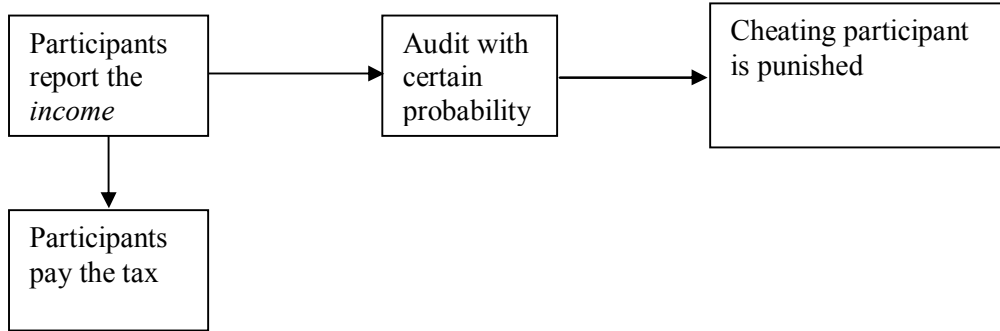 Participants
report the
income
Audit with
certain
probability
Cheating participant
is punished
Participants
pay the tax